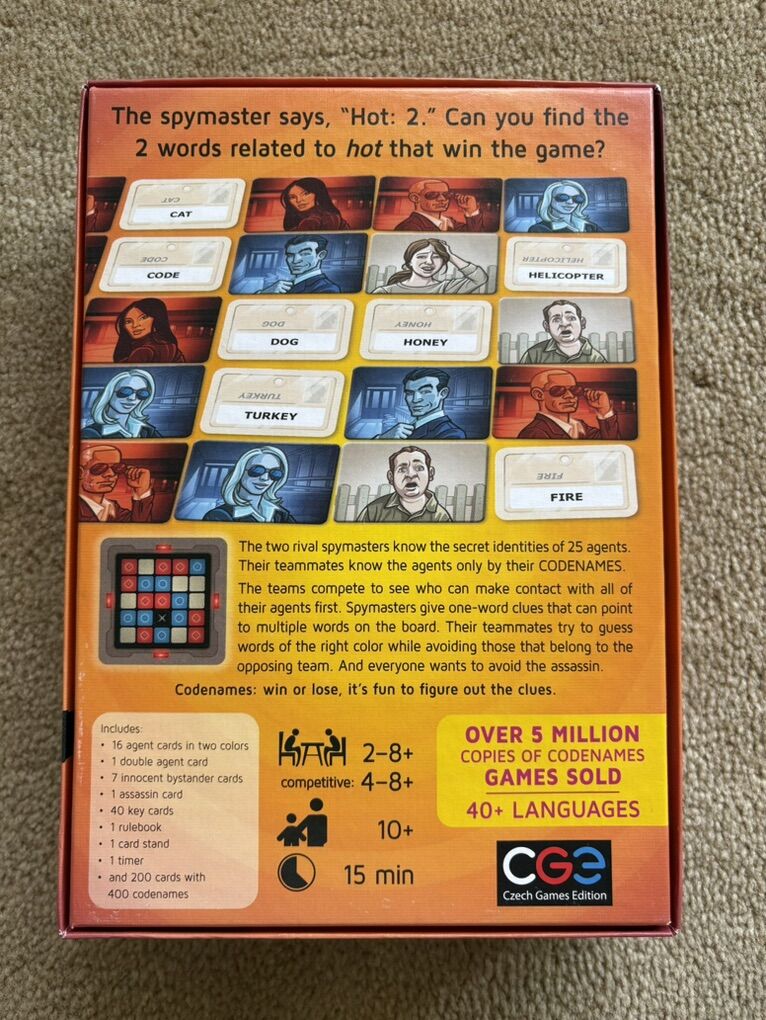 The spymaster says, “Hot: 2.” Can you find the
2 words related to hot that win the game?
CAT
CAT
CODE
CODE
HELICOPTER
HELICOPTER
DOG
DOG
HONEY
HONEY
TURKEY
TURKEY
FIRE
FIRE
The two rival spymasters know the secret identities of 25 agents.
Their teammates know the agents only by their CODENAMES.
The teams compete to see who can make contact with all of
their agents first. Spymasters give one-word clues that can point
to multiple words on the board. Their teammates try to guess
words of the right color while avoiding those that belong to the
opposing team. And everyone wants to avoid the assassin.
Codenames: win or lose, it’s fun to figure out the clues.
Includes:
• 16 agent cards in two colors
• 1 double agent card
• 7 innocent bystander cards
• 1 assassin card
• 40 key cards
• 1 rulebook
• 1 card stand
• 1 timer
• and 200 cards with
400 codenames
2–8+
competitive: 4–8+
10+
15 min
OVER 5 MILLION
COPIES OF CODENAMES
GAMES SOLD
40+ LANGUAGES
CGE
Czech Games Edition